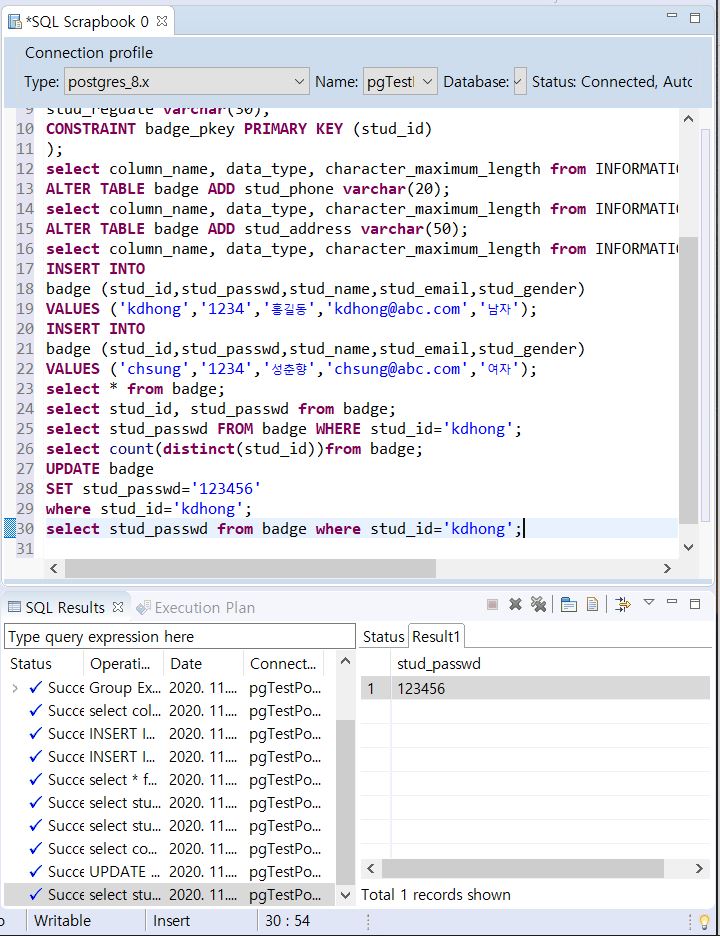 *SQL Scrapbook 0
Connection profile
Type: postgres_8.x Name: pgTestl Database: Status: Connected, Autc
9 stud_regdate varchar(50),
10 CONSTRAINT badge_pkey PRIMARY KEY (stud_id)
11 );
12 select column_name, data_type, character_maximum_length from INFORMATI
13 ALTER TABLE badge ADD stud_phone varchar(20);
14 select column_name, data_type, character_maximum_length from INFORMATI
15 ALTER TABLE badge ADD stud_address varchar(50);
16 select column_name, data_type, character_maximum_length from INFORMATI
17 INSERT INTO
18 badge (stud_id,stud_passwd,stud_name,stud_email,stud_gender)
19 VALUES ('kdhong','1234','홍길동','kdhong@abc.com','남자');
20 INSERT INTO
21 badge (stud_id,stud_passwd,stud_name,stud_email,stud_gender)
22 VALUES ('chsung','1234','성춘향','chsung@abc.com','여자');
23 select * from badge;
24 select stud_id, stud_passwd from badge;
25 select stud_passwd FROM badge WHERE stud_id='kdhong';
26 select count(distinct(stud_id))from badge;
27 UPDATE badge
28 SET stud_passwd='123456'
29 where stud_id='kdhong';
30 select stud_passwd from badge where stud_id='kdhong';
31
SQL Results Execution Plan
Type query expression here
Status Operati... Date Connect...
Succe Group Ex... 2020. 11.... pgTestPo...
Succe select col... 2020. 11.... pgTestPo...
Succe INSERT I... 2020. 11.... pgTestPo...
Succe INSERT I... 2020. 11.... pgTestPo...
Succe select * f... 2020. 11.... pgTestPo...
Succe select stu... 2020. 11.... pgTestPo...
Succe select stu... 2020. 11.... pgTestPo...
Succe select co... 2020. 11.... pgTestPo...
Succe UPDATE ... 2020. 11.... pgTestPo...
Succe select stu... 2020. 11.... pgTestPo...
Status Result1
stud_passwd
1 123456
Total 1 records shown
Writable Insert 30 : 54